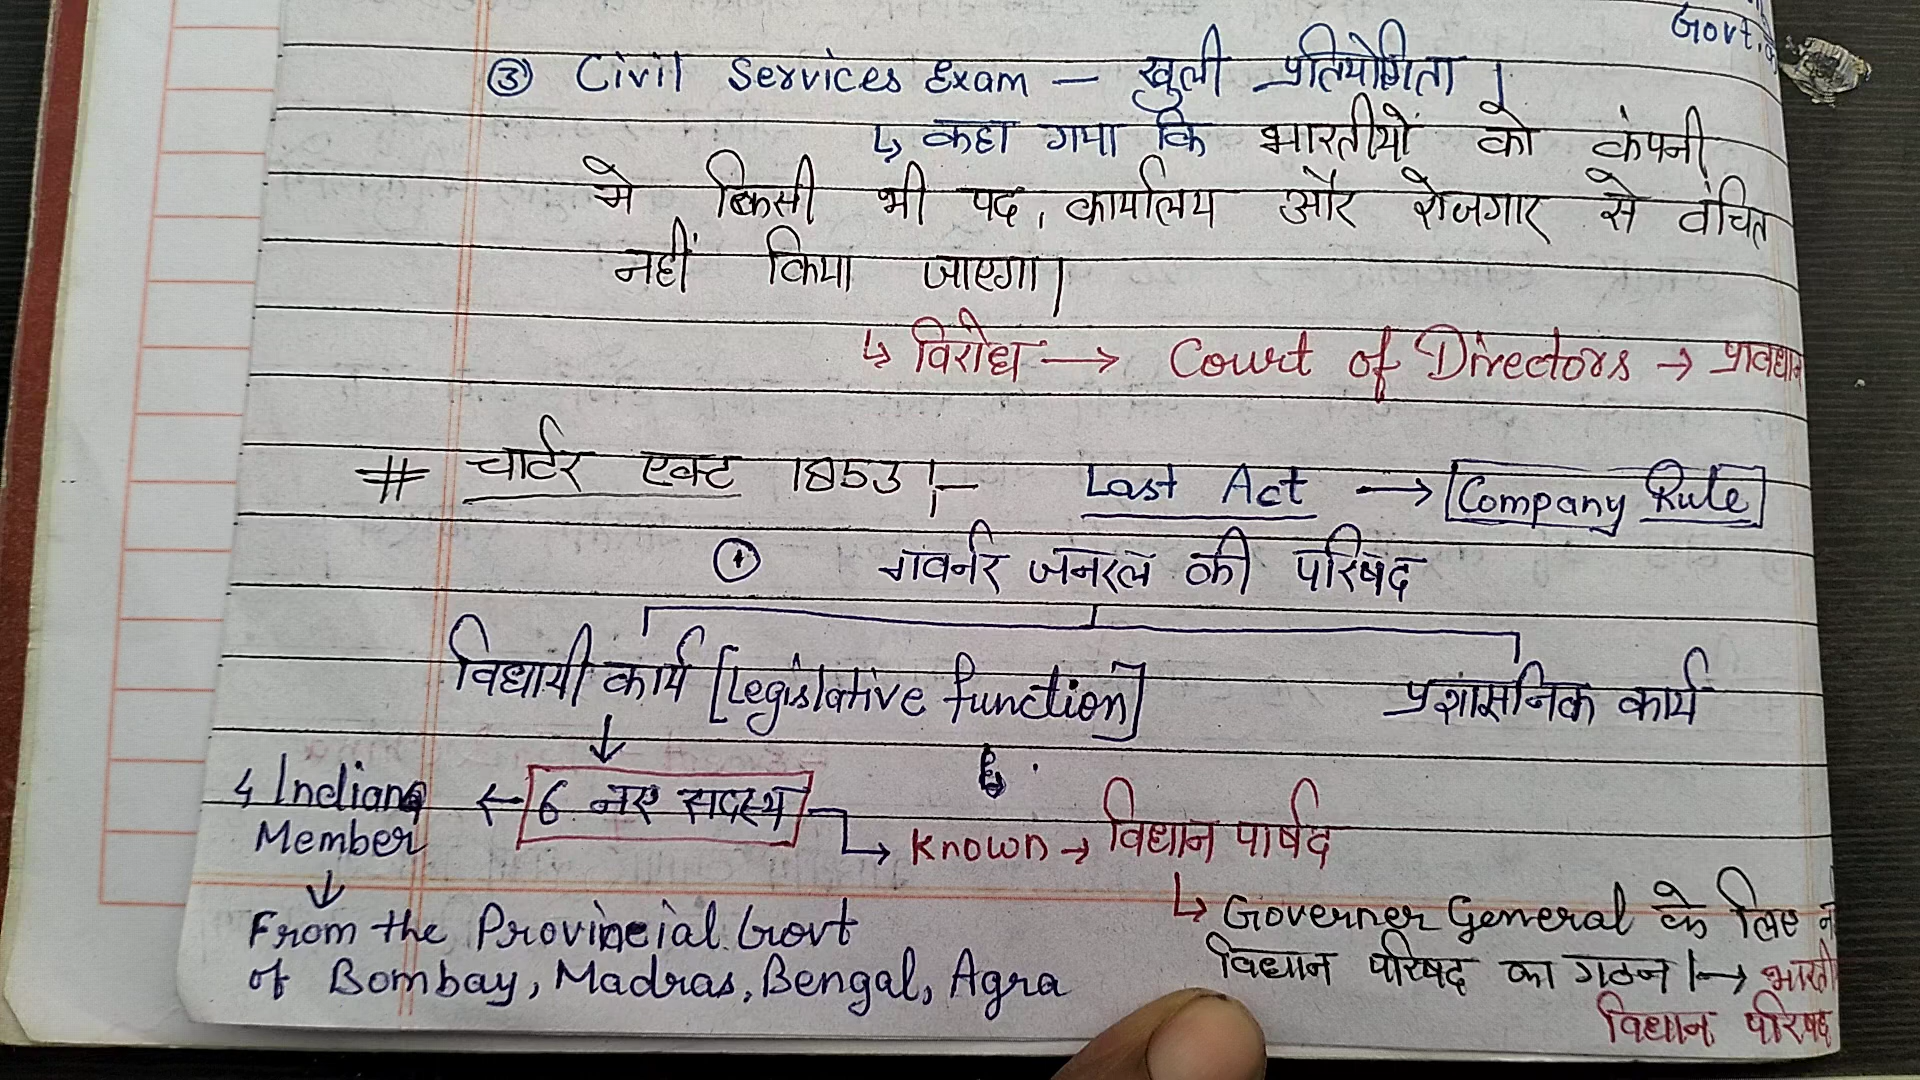 Govt.
③ Civil Services Exam — खुली प्रतियोगिता ।
↳ कहा गया कि भारतीयों को कंपनी
मे किसी भी पद, कार्यालय और रोजगार से वंचित
नहीं किया जाएगा।
↳ विरोध → Court of Directors → प्रावधान
# चार्टर एक्ट 1853 :- Last Act → Company Rule
① गवर्नर जनरल की परिषद
विधायी कार्य [Legislative function] प्रशासनिक कार्य
↓
4 Indian Member ← 6 नए सदस्य → Known → विधान पार्षद
↓
From the Provincial Govt
of Bombay, Madras, Bengal, Agra
↳ Governer General के लिए
विधान परिषद का गठन ।→
विधान परिषद